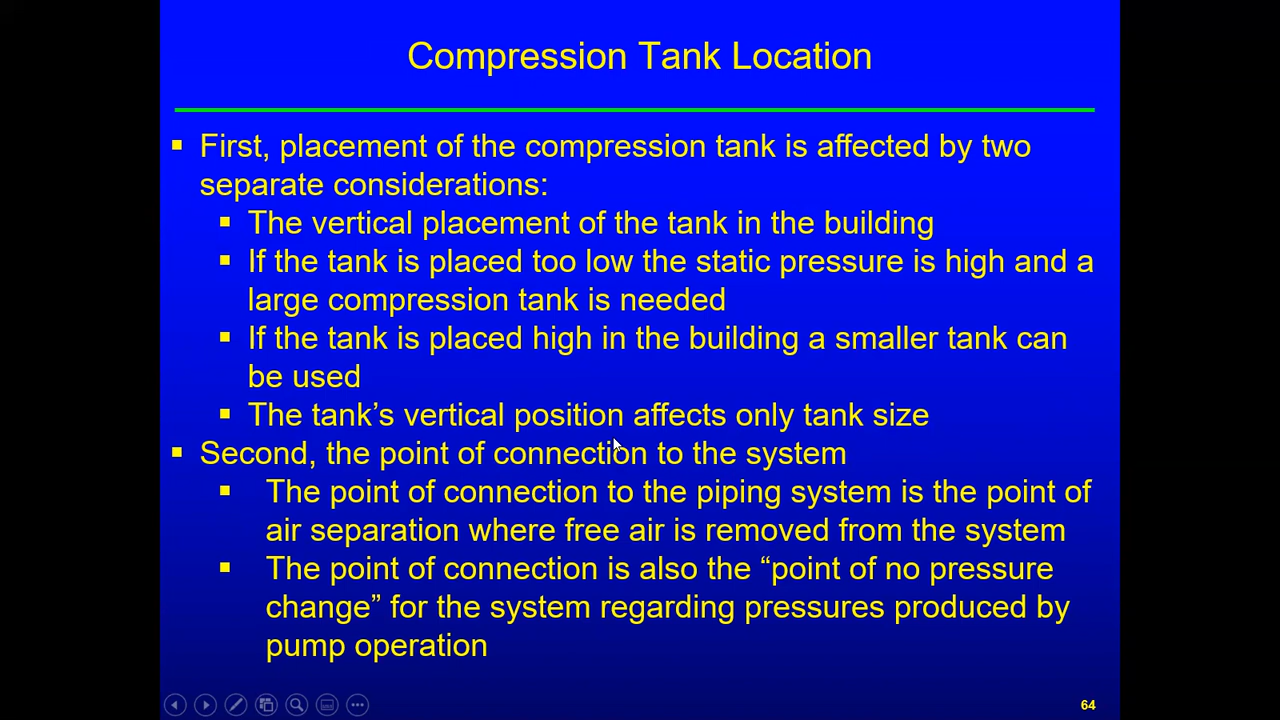 Compression Tank Location
▪ First, placement of the compression tank is affected by two
separate considerations:
▪ The vertical placement of the tank in the building
▪ If the tank is placed too low the static pressure is high and a
large compression tank is needed
▪ If the tank is placed high in the building a smaller tank can
be used
▪ The tank’s vertical position affects only tank size
▪ Second, the point of connection to the system
▪ The point of connection to the piping system is the point of
air separation where free air is removed from the system
▪ The point of connection is also the “point of no pressure
change” for the system regarding pressures produced by
pump operation
64